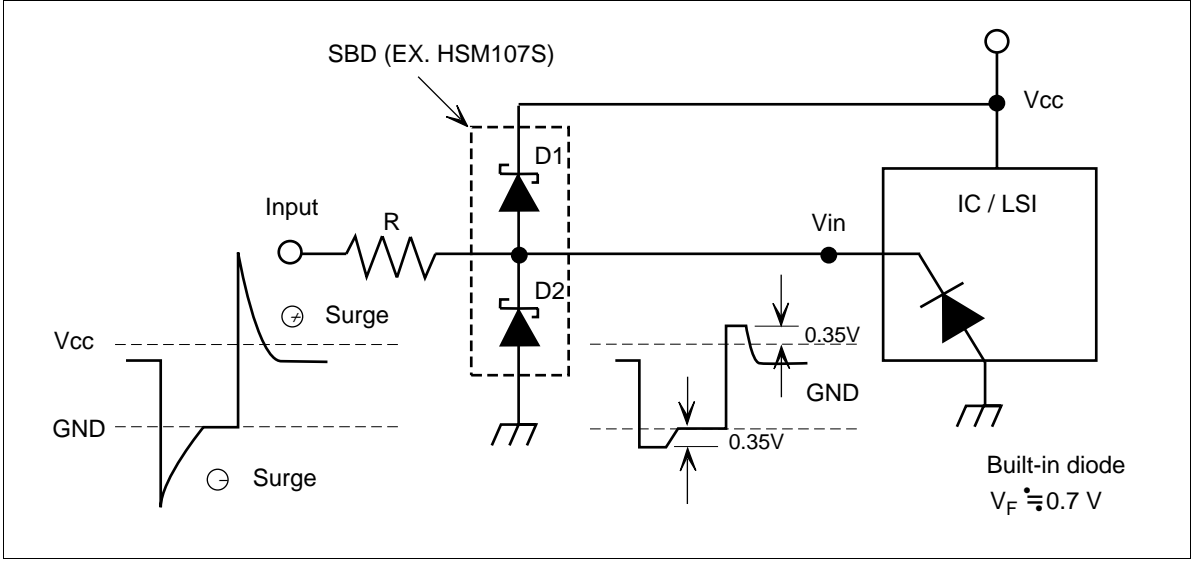 SBD (EX. HSM107S)
Vcc
D1
IC / LSI
Input
R
Vin
D2
+ Surge
Vcc
0.35V
GND
GND
0.35V
- Surge
Built-in diode
VF ≒ 0.7 V